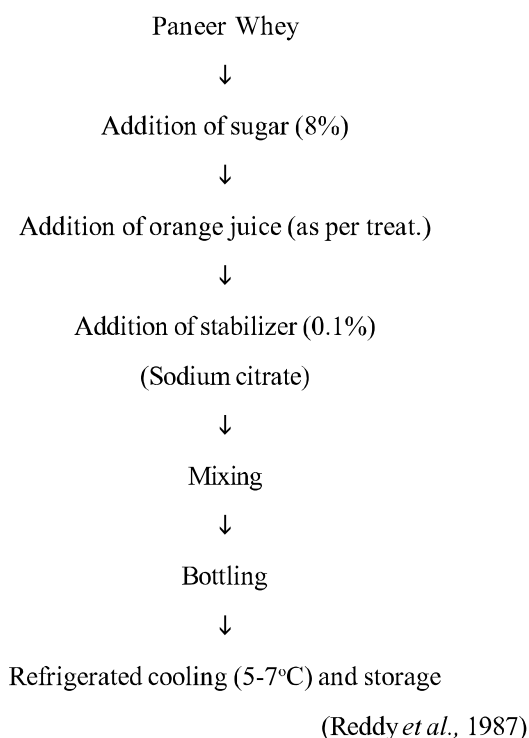 Paneer Whey
↓
Addition of sugar (8%)
↓
Addition of orange juice (as per treat.)
↓
Addition of stabilizer (0.1%)
(Sodium citrate)
↓
Mixing
↓
Bottling
↓
Refrigerated cooling (5-7°C) and storage
(Reddy et al., 1987)